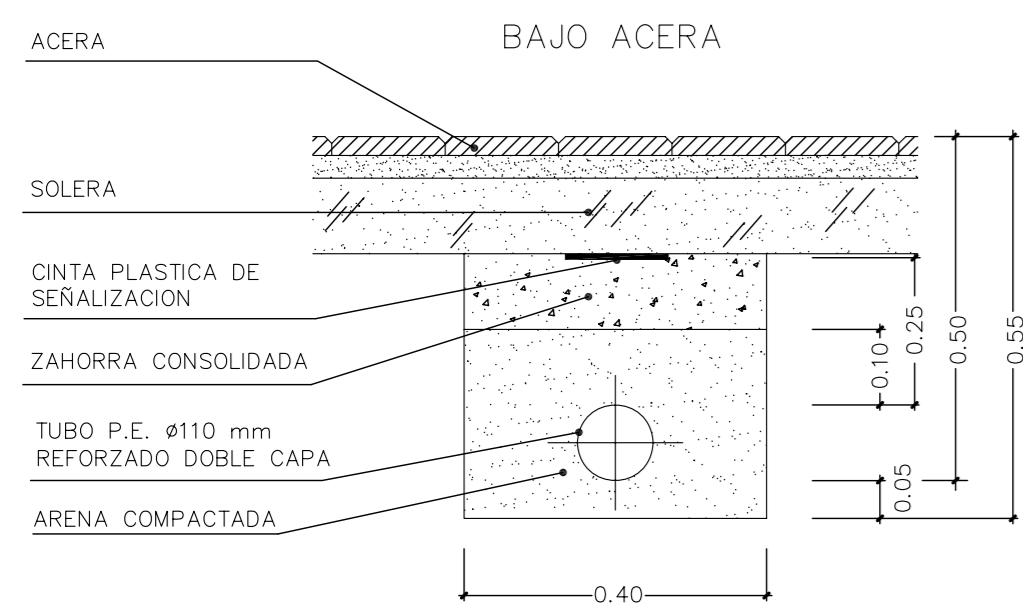 BAJO ACERA
ACERA
SOLERA
CINTA PLASTICA DE
SEÑALIZACION
ZAHORRA CONSOLIDADA
TUBO P.E. ø110 mm
REFORZADO DOBLE CAPA
ARENA COMPACTADA
0.10
0.25
0.50
0.55
0.05
0.40